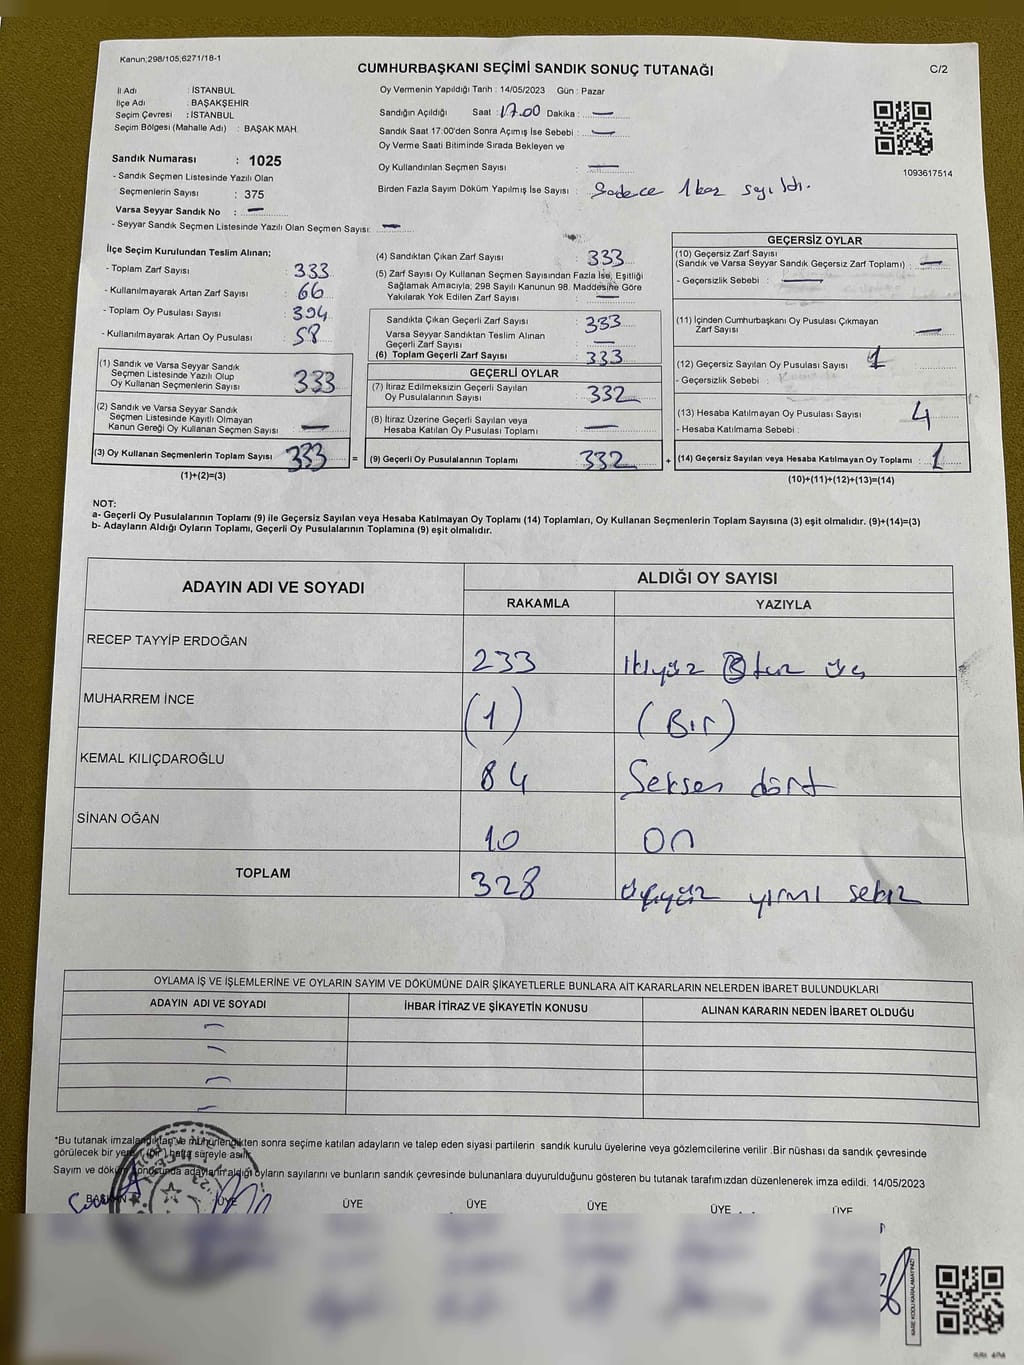 Kanun;298/105;6271/18-1
CUMHURBAŞKANI SEÇİMİ SANDIK SONUÇ TUTANAĞI
C/2
İl Adı : İSTANBUL
İlçe Adı : BAŞAKŞEHİR
Seçim Çevresi : İSTANBUL
Seçim Bölgesi (Mahalle Adı) : BAŞAK MAH
Sandık Numarası : 1025
- Sandık Seçmen Listesinde Yazılı Olan
Seçmenlerin Sayısı : 375
Varsa Seyyar Sandık No : —
- Seyyar Sandık Seçmen Listesinde Yazılı Olan Seçmen Sayısı: —
Oy Vermenin Yapıldığı Tarih : 14/05/2023 Gün : Pazar
Sandığın Açıldığı Saat : 17.00 Dakika : —
Sandık Saat 17.00'den Sonra Açılmış İse Sebebi : —
Oy Verme Saati Bitiminde Sırada Bekleyen ve
Oy Kullandırılan Seçmen Sayısı : —
Birden Fazla Sayım Döküm Yapılmış İse Sayısı : Sadece 1 kez sayıldı.
1093617514
İlçe Seçim Kurulundan Teslim Alınan;
- Toplam Zarf Sayısı : 333
- Kullanılmayarak Artan Zarf Sayısı : 66
- Toplam Oy Pusulası Sayısı : 394
- Kullanılmayarak Artan Oy Pusulası : 58
(1) Sandık ve Varsa Seyyar Sandık
Seçmen Listesinde Yazılı Olup
Oy Kullanan Seçmenlerin Sayısı : 333
(2) Sandık ve Varsa Seyyar Sandık
Seçmen Listesinde Kayıtlı Olmayan
Kanun Gereği Oy Kullanan Seçmen Sayısı : —
(3) Oy Kullanan Seçmenlerin Toplam Sayısı : 333
(1)+(2)=(3)
(4) Sandıktan Çıkan Zarf Sayısı : 333
(5) Zarf Sayısı Oy Kullanan Seçmen Sayısından Fazla İse, Eşitliği
Sağlamak Amacıyla; 298 Sayılı Kanunun 98. Maddesine Göre
Yakılarak Yok Edilen Zarf Sayısı : —
Sandıkta Çıkan Geçerli Zarf Sayısı : 333
Varsa Seyyar Sandıktan Teslim Alınan
Geçerli Zarf Sayısı : —
(6) Toplam Geçerli Zarf Sayısı : 333
GEÇERLİ OYLAR
(7) İtiraz Edilmeksizin Geçerli Sayılan
Oy Pusulalarının Sayısı : 332
(8) İtiraz Üzerine Geçerli Sayılan veya
Hesaba Katılan Oy Pusulası Toplamı : —
= (9) Geçerli Oy Pusulalarının Toplamı : 332 +
GEÇERSİZ OYLAR
(10) Geçersiz Zarf Sayısı
(Sandık ve Varsa Seyyar Sandık Geçersiz Zarf Toplamı) : —
- Geçersizlik Sebebi : —
(11) İçinden Cumhurbaşkanı Oy Pusulası Çıkmayan
Zarf Sayısı : —
(12) Geçersiz Sayılan Oy Pusulası Sayısı : 1
- Geçersizlik Sebebi :
(13) Hesaba Katılmayan Oy Pusulası Sayısı : 4
- Hesaba Katılmama Sebebi :
(14) Geçersiz Sayılan veya Hesaba Katılmayan Oy Toplamı : 1
(10)+(11)+(12)+(13)=(14)
NOT:
a- Geçerli Oy Pusulalarının Toplamı (9) ile Geçersiz Sayılan veya Hesaba Katılmayan Oy Toplamı (14) Toplamları, Oy Kullanan Seçmenlerin Toplam Sayısına (3) eşit olmalıdır. (9)+(14)=(3)
b- Adayların Aldığı Oyların Toplamı, Geçerli Oy Pusulalarının Toplamına (9) eşit olmalıdır.
ADAYIN ADI VE SOYADI
ALDIĞI OY SAYISI
RAKAMLA YAZIYLA
RECEP TAYYİP ERDOĞAN 233 ikiyüz otuz üç
MUHARREM İNCE (1) (Bir)
KEMAL KILIÇDAROĞLU 84 Seksen dört
SİNAN OĞAN 10 On
TOPLAM 328 üçyüz yirmi sekiz
OYLAMA İŞ VE İŞLEMLERİNE VE OYLARIN SAYIM VE DÖKÜMÜNE DAİR ŞİKAYETLERLE BUNLARA AİT KARARLARIN NELERDEN İBARET BULUNDUKLARI
ADAYIN ADI VE SOYADI İHBAR İTİRAZ VE ŞİKAYETİN KONUSU ALINAN KARARIN NEDEN İBARET OLDUĞU
*Bu tutanak imzalandıktan ve mühürlendikten sonra seçime katılan adayların ve talep eden siyasi partilerin sandık kurulu üyelerine veya gözlemcilerine verilir .Bir nüshası da sandık çevresinde
görülecek bir yere 1 (bir ) hafta süreyle asılır.
Sayım ve döküm sonucunda adayların aldığı oyların sayılarını ve bunların sandık çevresinde bulunanlara duyurulduğunu gösteren bu tutanak tarafımızdan düzenlenerek imza edildi. 14/05/2023
BAŞKAN ÜYE ÜYE ÜYE ÜYE ÜYE ÜYE
KARE KODU KARALAMAYINIZ!